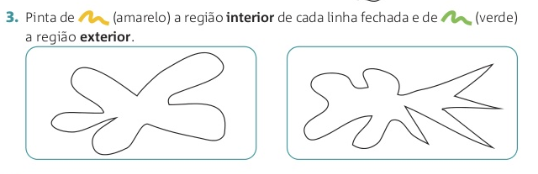 3. Pinta de (amarelo) a região interior de cada linha fechada e de (verde)
a região exterior.